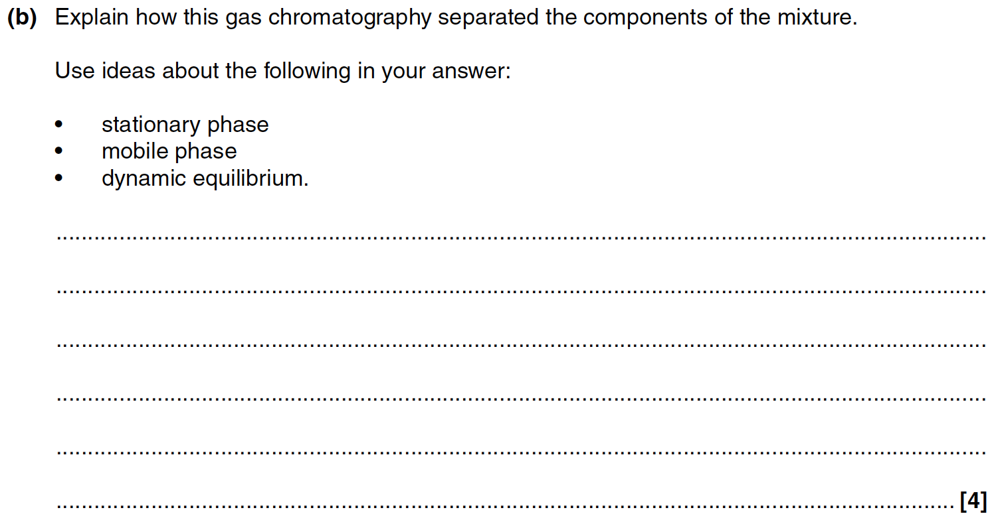 (b) Explain how this gas chromatography separated the components of the mixture.
Use ideas about the following in your answer:
• stationary phase
• mobile phase
• dynamic equilibrium.
..........................................................................................
..........................................................................................
..........................................................................................
..........................................................................................
..........................................................................................
.......................................................................................... [4]